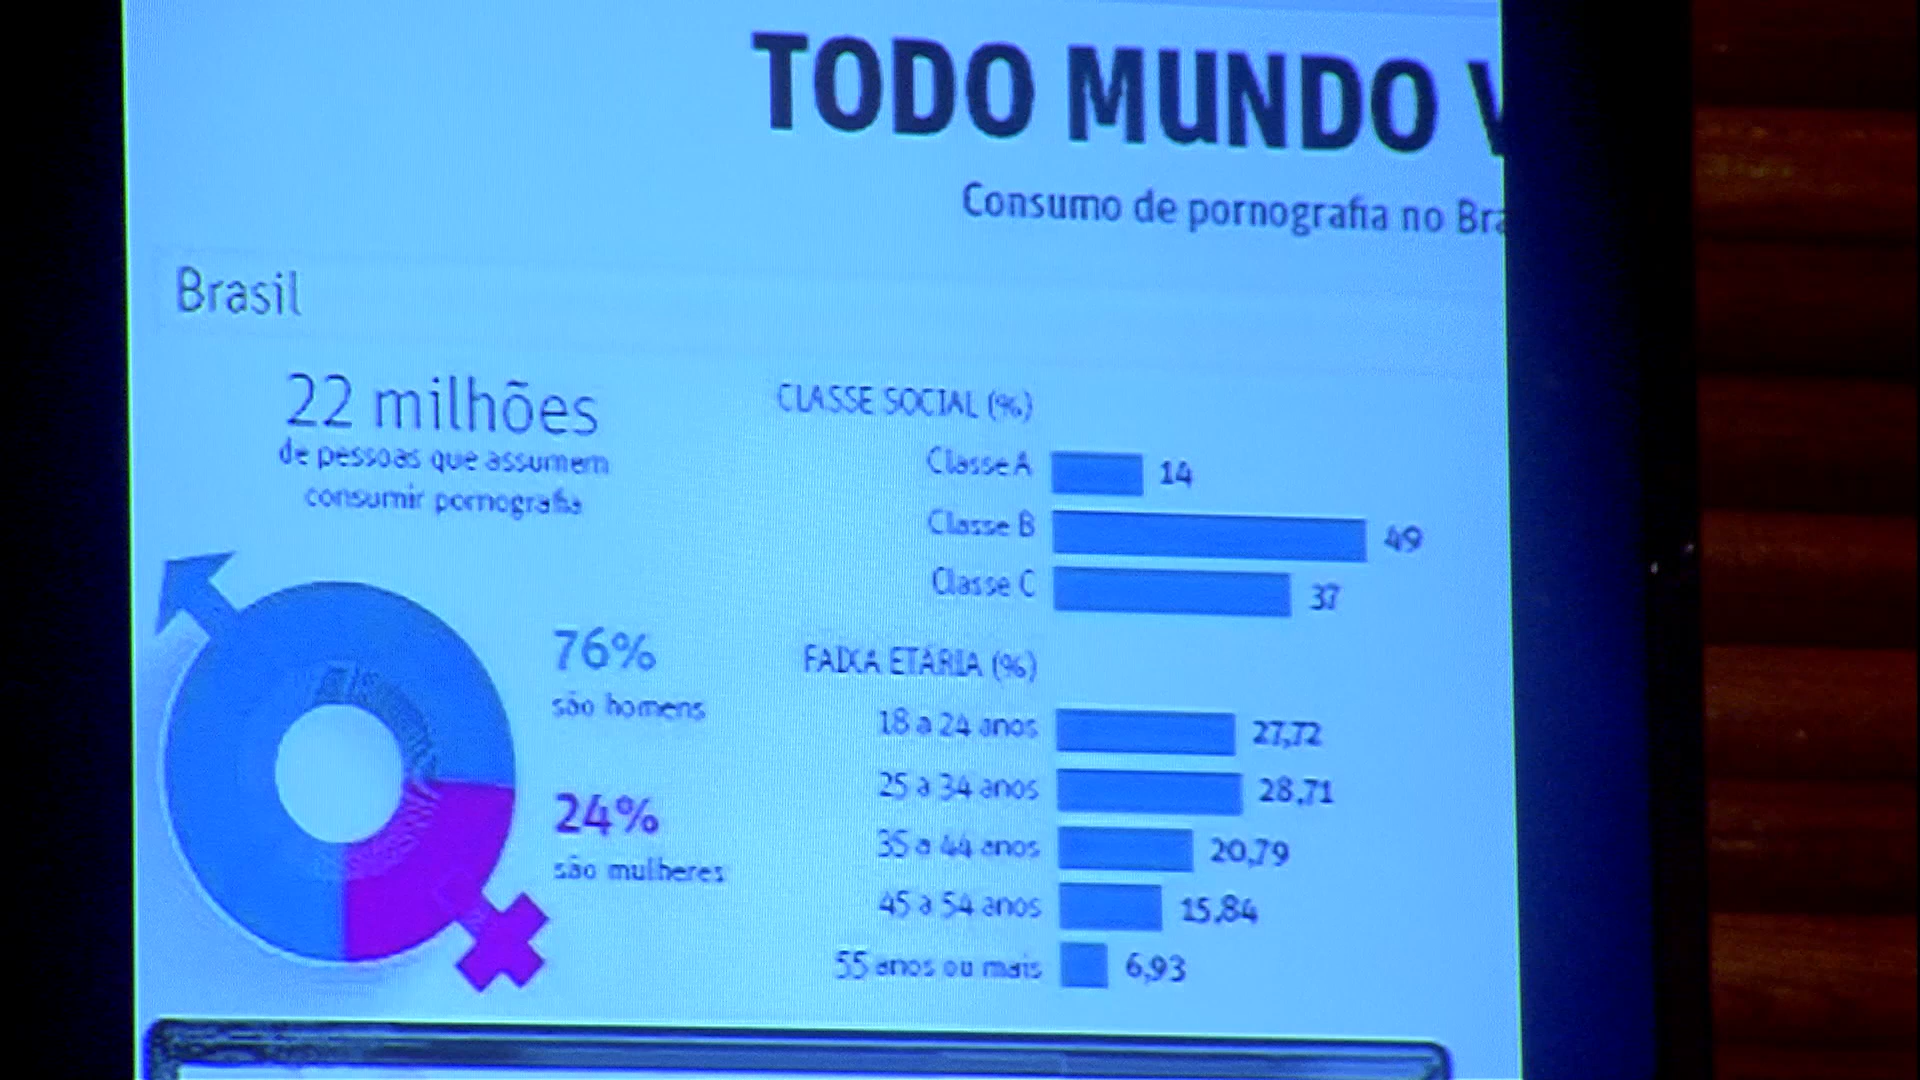 TODO MUNDO
Consumo de pornografia no
Brasil
22 milhões
de pessoas que assumem
consumir pornografia
76%
são homens
24%
são mulheres
CLASSE SOCIAL (%)
Classe A 14
Classe B 49
Classe C 37
FAIXA ETÁRIA (%)
18 a 24 anos 27,72
25 a 34 anos 28,71
35 a 44 anos 20,79
45 a 54 anos 15,84
55 anos ou mais 6,93